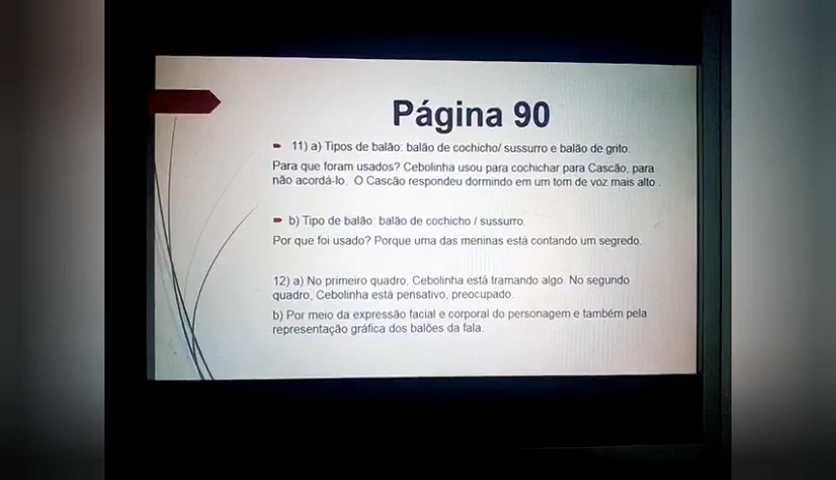 Página 90
11) a) Tipos de balão: balão de cochicho/ sussurro e balão de grito.
Para que foram usados? Cebolinha usou para cochichar para Cascão, para
não acordá-lo. O Cascão respondeu dormindo em um tom de voz mais alto .
b) Tipo de balão: balão de cochicho / sussurro.
Por que foi usado? Porque uma das meninas está contando um segredo.
12) a) No primeiro quadro, Cebolinha está tramando algo. No segundo
quadro, Cebolinha está pensativo, preocupado.
b) Por meio da expressão facial e corporal do personagem e também pela
representação gráfica dos balões da fala.